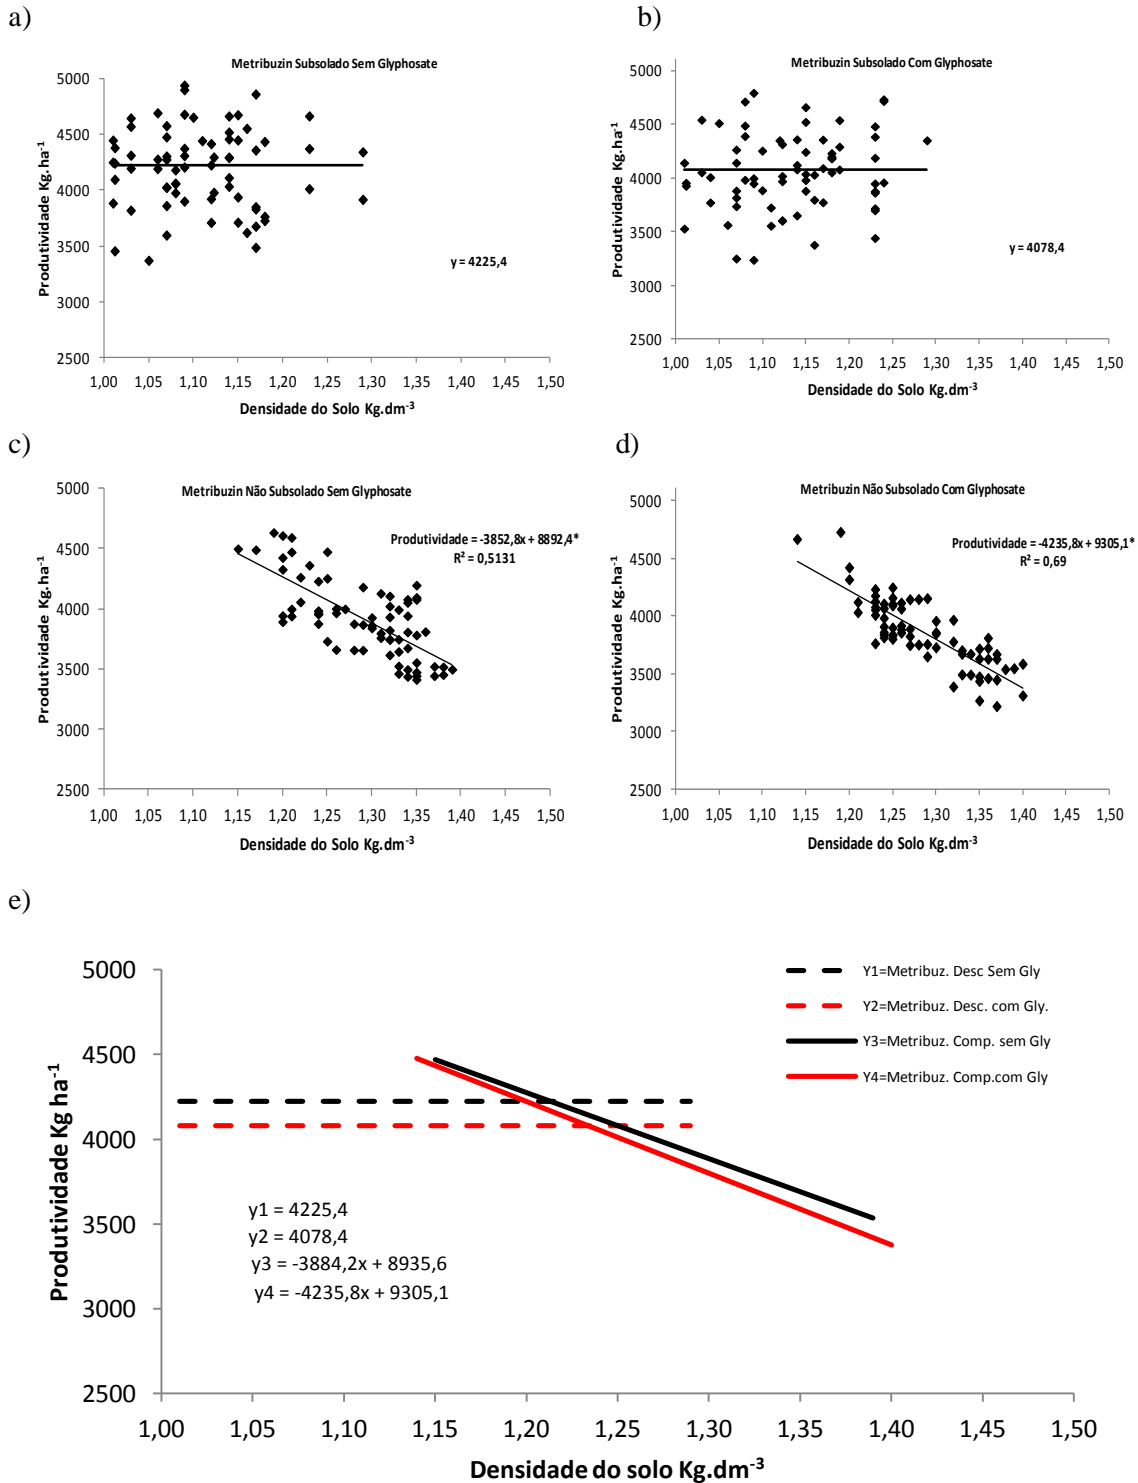 a)
b)
Metribuzin Subsolado Sem Glyphosate
Produtividade Kg.ha-1
5000
4500
4000
3500
3000
2500
y = 4225,4
1,00 1,05 1,10 1,15 1,20 1,25 1,30 1,35 1,40 1,45 1,50
Densidade do Solo Kg.dm-3
Metribuzin Subsolado Com Glyphosate
Produtividade Kg.ha-1
5000
4500
4000
3500
3000
2500
y = 4078,4
1,00 1,05 1,10 1,15 1,20 1,25 1,30 1,35 1,40 1,45 1,50
Densidade do Solo Kg.dm-3
c)
d)
Metribuzin Não Subsolado Sem Glyphosate
Produtividade Kg.ha-1
5000
4500
4000
3500
3000
2500
Produtividade = -3852,8x + 8892,4*
R² = 0,5131
1,00 1,05 1,10 1,15 1,20 1,25 1,30 1,35 1,40 1,45 1,50
Densidade do Solo Kg.dm-3
Metribuzin Não Subsolado Com Glyphosate
Produtividade Kg.ha-1
5000
4500
4000
3500
3000
2500
Produtividade = -4235,8x + 9305,1*
R² = 0,69
1,00 1,05 1,10 1,15 1,20 1,25 1,30 1,35 1,40 1,45 1,50
Densidade do Solo Kg.dm-3
e)
Produtividade Kg ha-1
5000
4500
4000
3500
3000
2500
Y1=Metribuz. Desc Sem Gly
Y2=Metribuz. Desc. com Gly.
Y3=Metribuz. Comp. sem Gly
Y4=Metribuz. Comp.com Gly
y1 = 4225,4
y2 = 4078,4
y3 = -3884,2x + 8935,6
y4 = -4235,8x + 9305,1
1,00 1,05 1,10 1,15 1,20 1,25 1,30 1,35 1,40 1,45 1,50
Densidade do solo Kg.dm-3